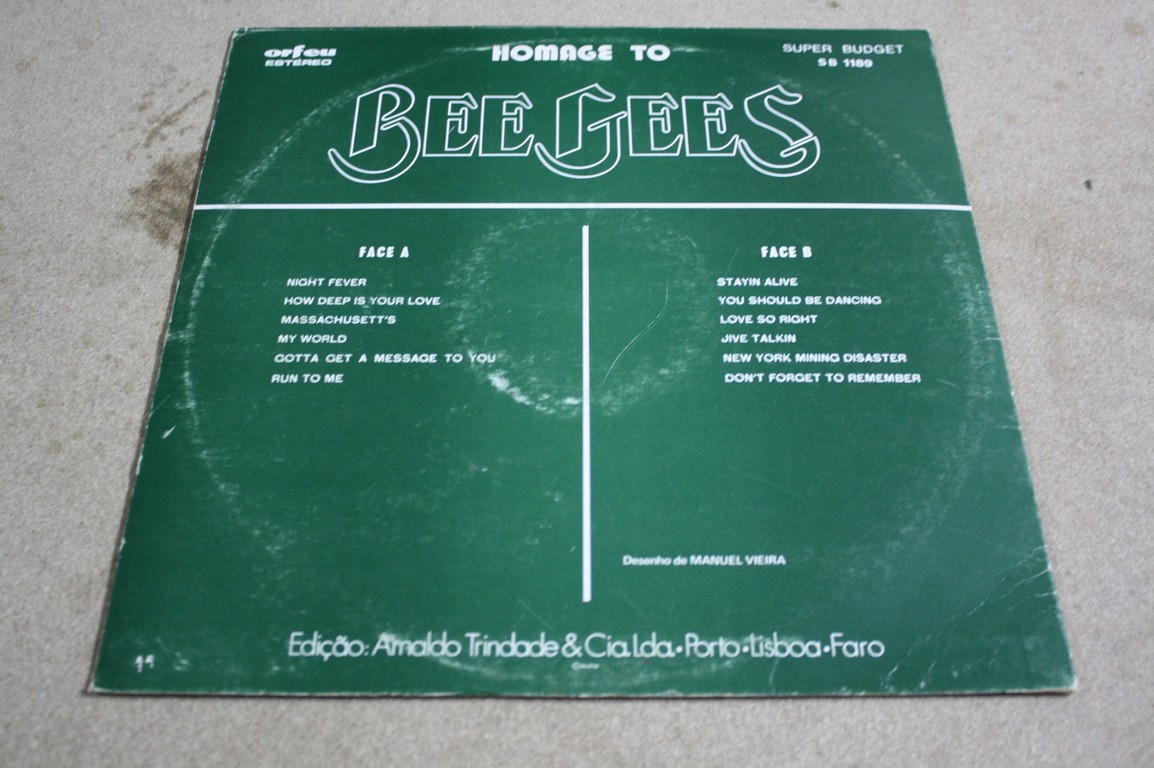 orfeu
ESTÉREO
HOMAGE TO
SUPER BUDGET
SB 1189
BEE GEES
FACE A
NIGHT FEVER
HOW DEEP IS YOUR LOVE
MASSACHUSETT'S
MY WORLD
GOTTA GET A MESSAGE TO YOU
RUN TO ME
FACE B
STAYIN ALIVE
YOU SHOULD BE DANCING
LOVE SO RIGHT
JIVE TALKIN
NEW YORK MINING DISASTER
DON'T FORGET TO REMEMBER
Desenho de MANUEL VIEIRA
Edição: Arnaldo Trindade & Cia. Lda • Porto • Lisboa • Faro